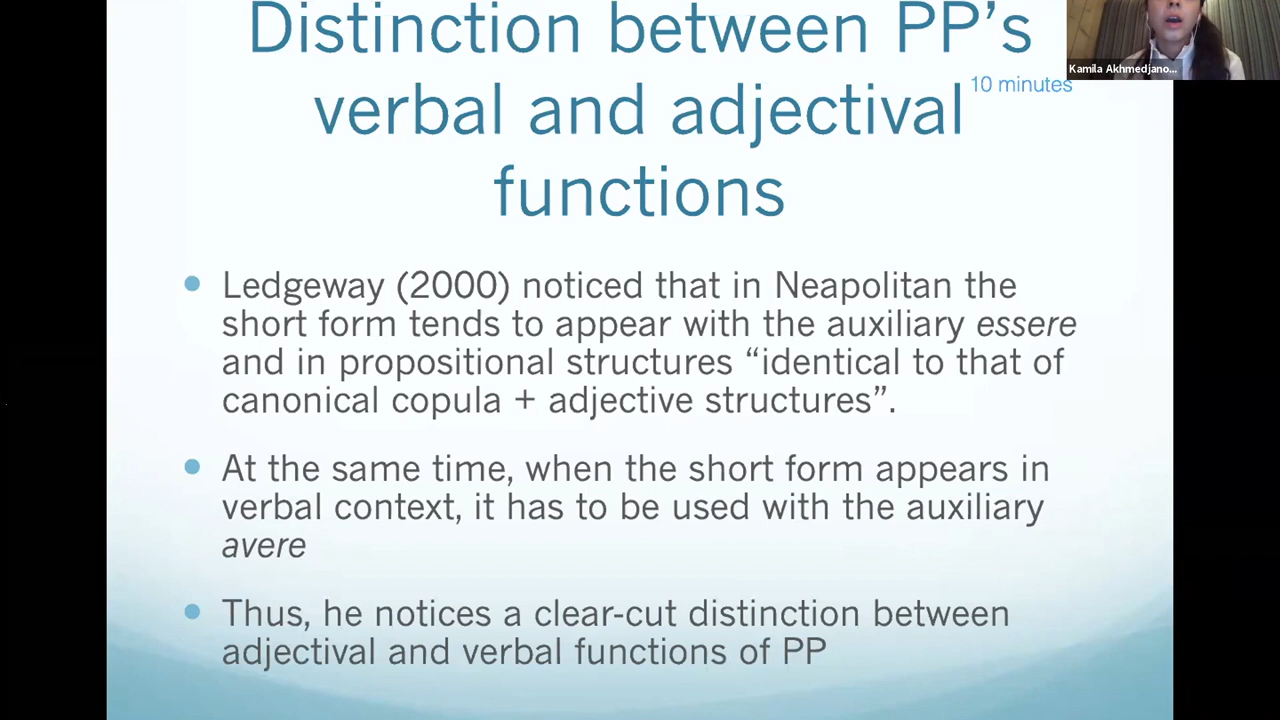 Distinction between PP’s
verbal and adjectival
functions
10 minutes
Kamila Akhmedjano...
Ledgeway (2000) noticed that in Neapolitan the
short form tends to appear with the auxiliary essere
and in propositional structures “identical to that of
canonical copula + adjective structures”.
At the same time, when the short form appears in
verbal context, it has to be used with the auxiliary
avere
Thus, he notices a clear-cut distinction between
adjectival and verbal functions of PP